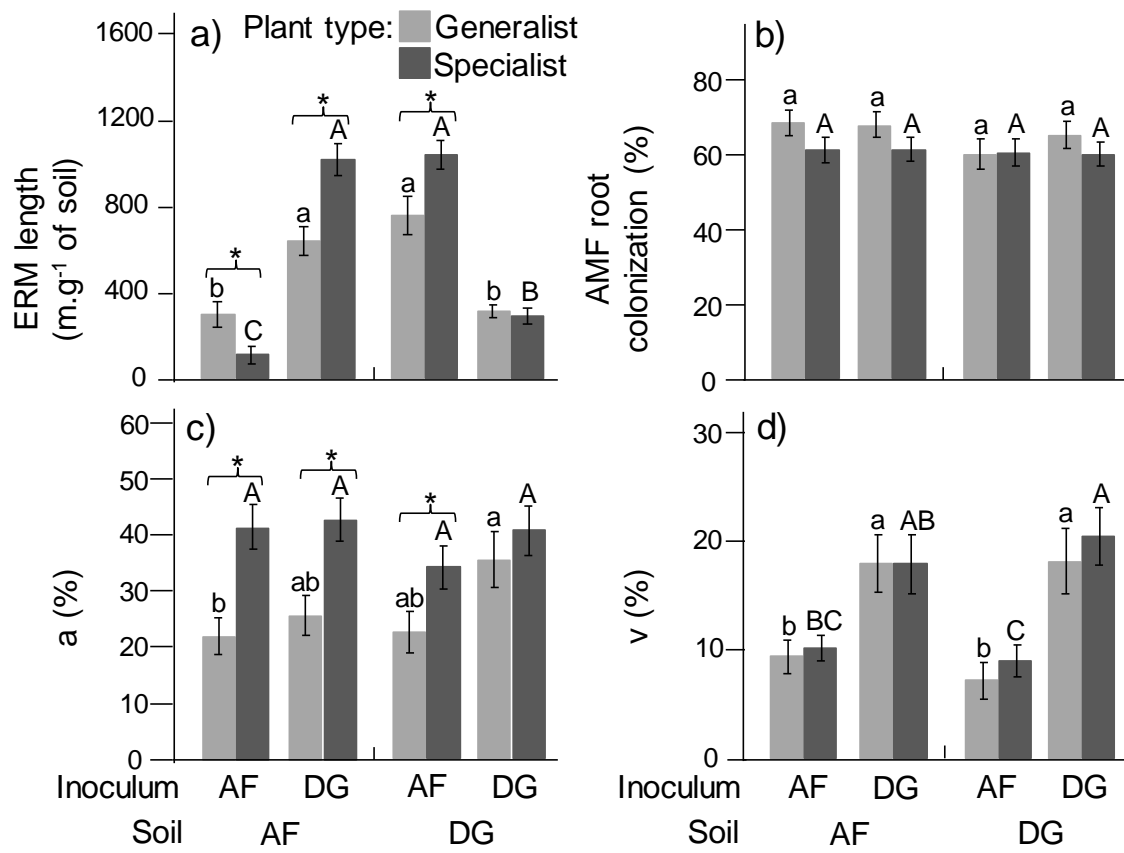 Plant type: Generalist
Specialist
a)
ERM length
(m.g⁻¹ of soil)
1600
1200
800
400
0
b C * a A * a A * b B
b)
AMF root
colonization (%)
80
60
40
20
0
a A a A a A a A
c)
a (%)
60
50
40
30
20
10
0
b A * ab A * ab A * a A
d)
v (%)
30
20
10
0
b BC a AB b C a A
Inoculum AF DG AF DG AF DG AF DG
Soil AF DG Soil AF DG